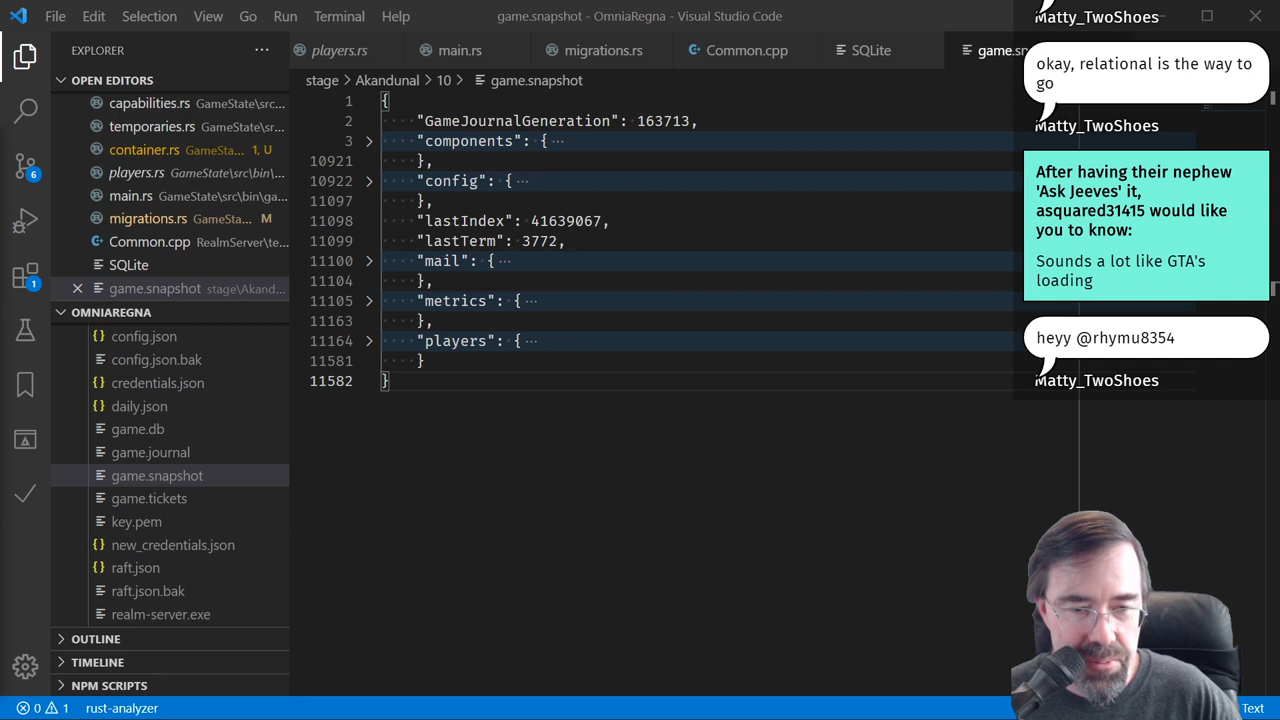 File Edit Selection View Go Run Terminal Help
game.snapshot - OmniaRegna - Visual Studio Code
EXPLORER
OPEN EDITORS
capabilities.rs GameState\src...
temporaries.rs GameState\src...
container.rs GameSta... 1, U
players.rs GameState\src\bin...
main.rs GameState\src\bin\ga...
migrations.rs GameSta... M
Common.cpp RealmServer\te...
SQLite
game.snapshot stage\Akand...
OMNIAREGNA
config.json
config.json.bak
credentials.json
daily.json
game.db
game.journal
game.snapshot
game.tickets
key.pem
new_credentials.json
raft.json
raft.json.bak
realm-server.exe
OUTLINE
TIMELINE
NPM SCRIPTS
6
1
players.rs main.rs migrations.rs Common.cpp SQLite game.sn
stage > Akandunal > 10 > game.snapshot
1 {
2 "GameJournalGeneration": 163713,
3 "components": { ...
10921 },
10922 "config": { ...
11097 },
11098 "lastIndex": 41639067,
11099 "lastTerm": 3772,
11100 "mail": { ...
11104 },
11105 "metrics": { ...
11163 },
11164 "players": { ...
11581 }
11582 }
Matty_TwoShoes
okay, relational is the way to
go
Matty_TwoShoes
After having their nephew
'Ask Jeeves' it,
asquared31415 would like
you to know:
Sounds a lot like GTA's
loading
heyy @rhymu8354
Matty_TwoShoes
0 1 rust-analyzer
Text